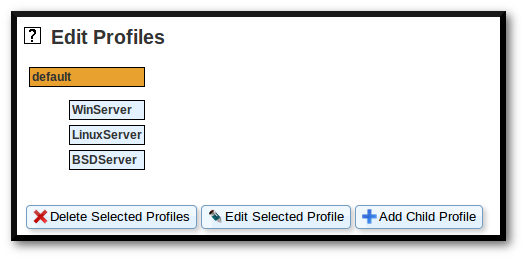 ? Edit Profiles
default
WinServer
LinuxServer
BSDServer
Delete Selected Profiles Edit Selected Profile Add Child Profile